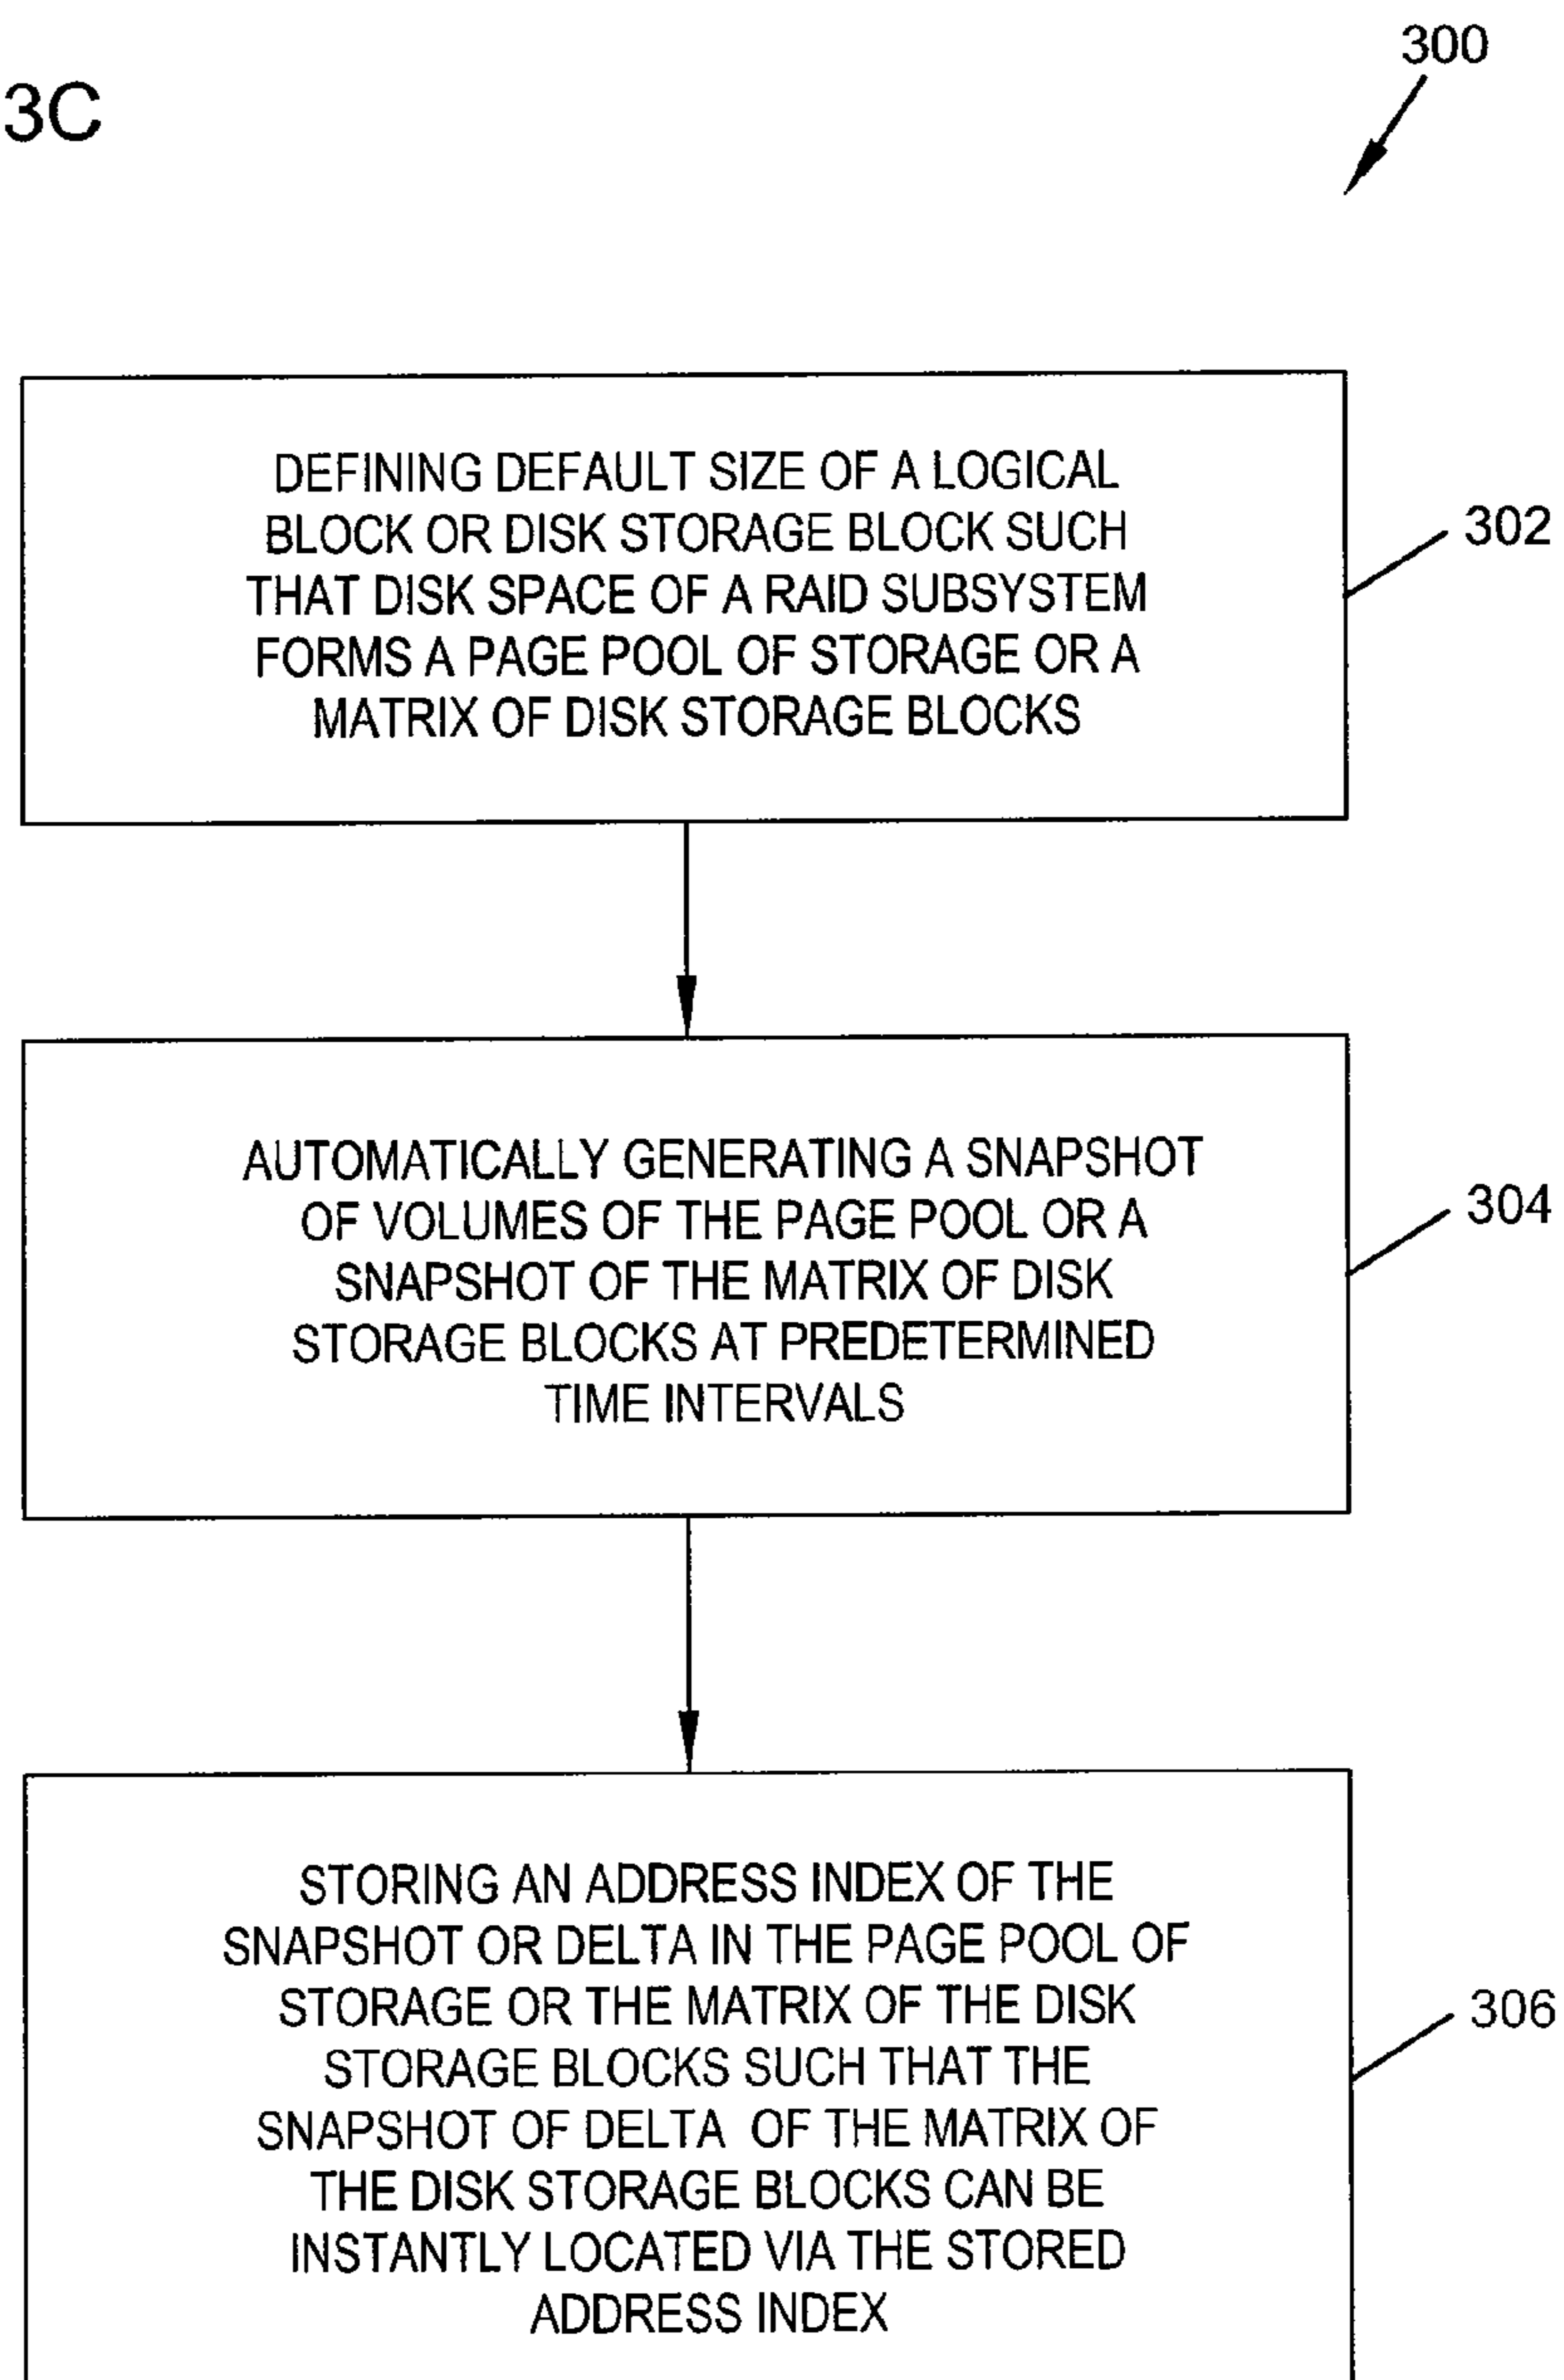 300
3C
DEFINING DEFAULT SIZE OF A LOGICAL
BLOCK OR DISK STORAGE BLOCK SUCH
THAT DISK SPACE OF A RAID SUBSYSTEM
FORMS A PAGE POOL OF STORAGE OR A
MATRIX OF DISK STORAGE BLOCKS
302
AUTOMATICALLY GENERATING A SNAPSHOT
OF VOLUMES OF THE PAGE POOL OR A
SNAPSHOT OF THE MATRIX OF DISK
STORAGE BLOCKS AT PREDETERMINED
TIME INTERVALS
304
STORING AN ADDRESS INDEX OF THE
SNAPSHOT OR DELTA IN THE PAGE POOL OF
STORAGE OR THE MATRIX OF THE DISK
STORAGE BLOCKS SUCH THAT THE
SNAPSHOT OF DELTA OF THE MATRIX OF
THE DISK STORAGE BLOCKS CAN BE
INSTANTLY LOCATED VIA THE STORED
ADDRESS INDEX
306